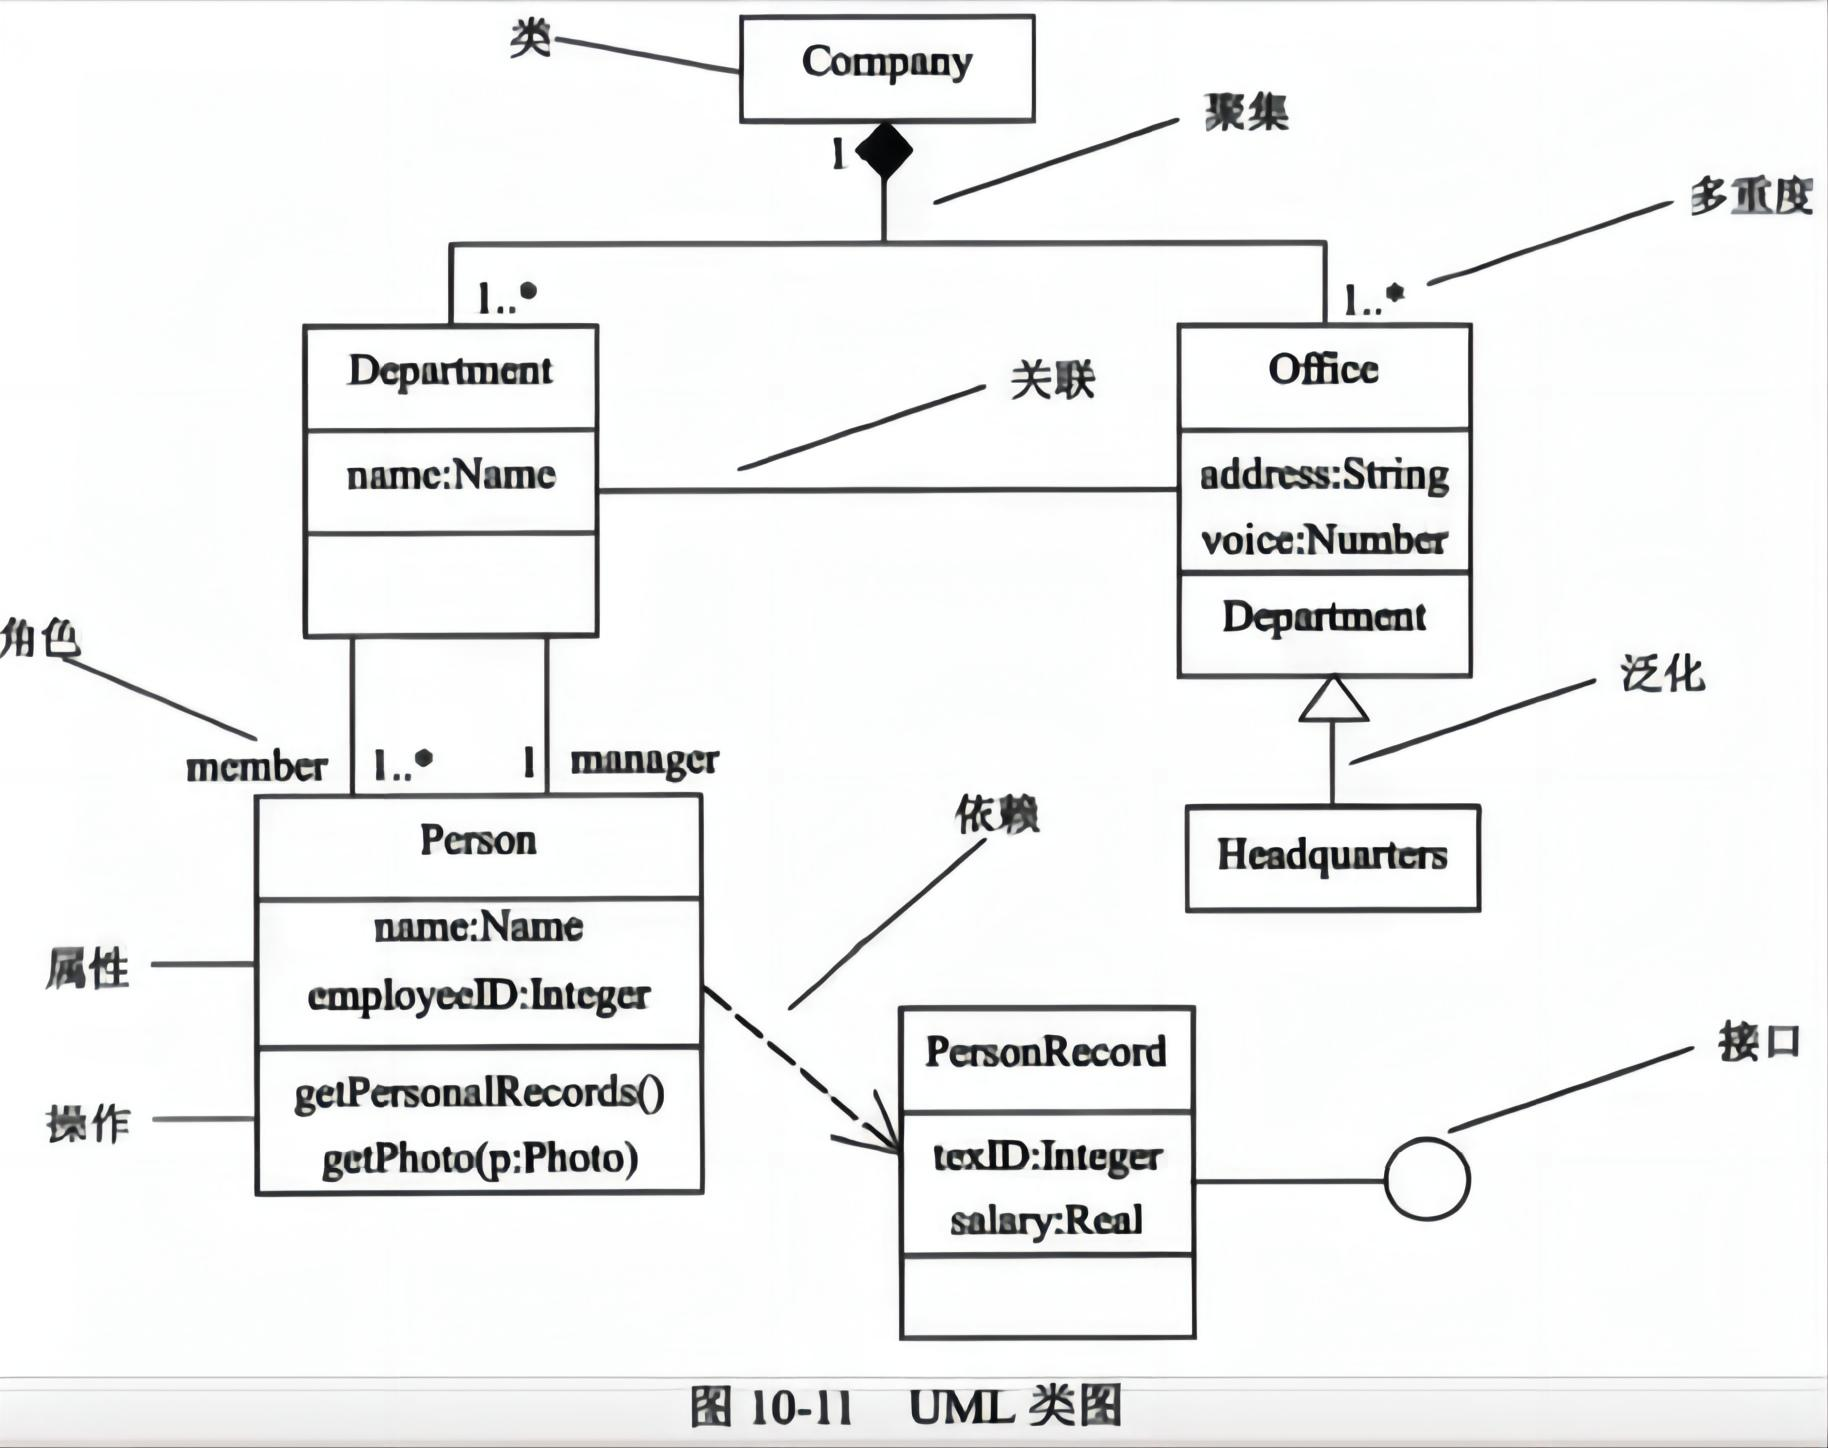 类
Company
聚集
1
多重度
1..*
1..*
Department
Office
关联
name:Name
address:String
voice:Number
Department
角色
泛化
member
1..*
1
manager
Person
依赖
Headquarters
name:Name
属性
employeeID:Integer
PersonRecord
接口
getPersonalRecords()
操作
getPhoto(p:Photo)
texID:Integer
salary:Real
图 10-11 UML 类图